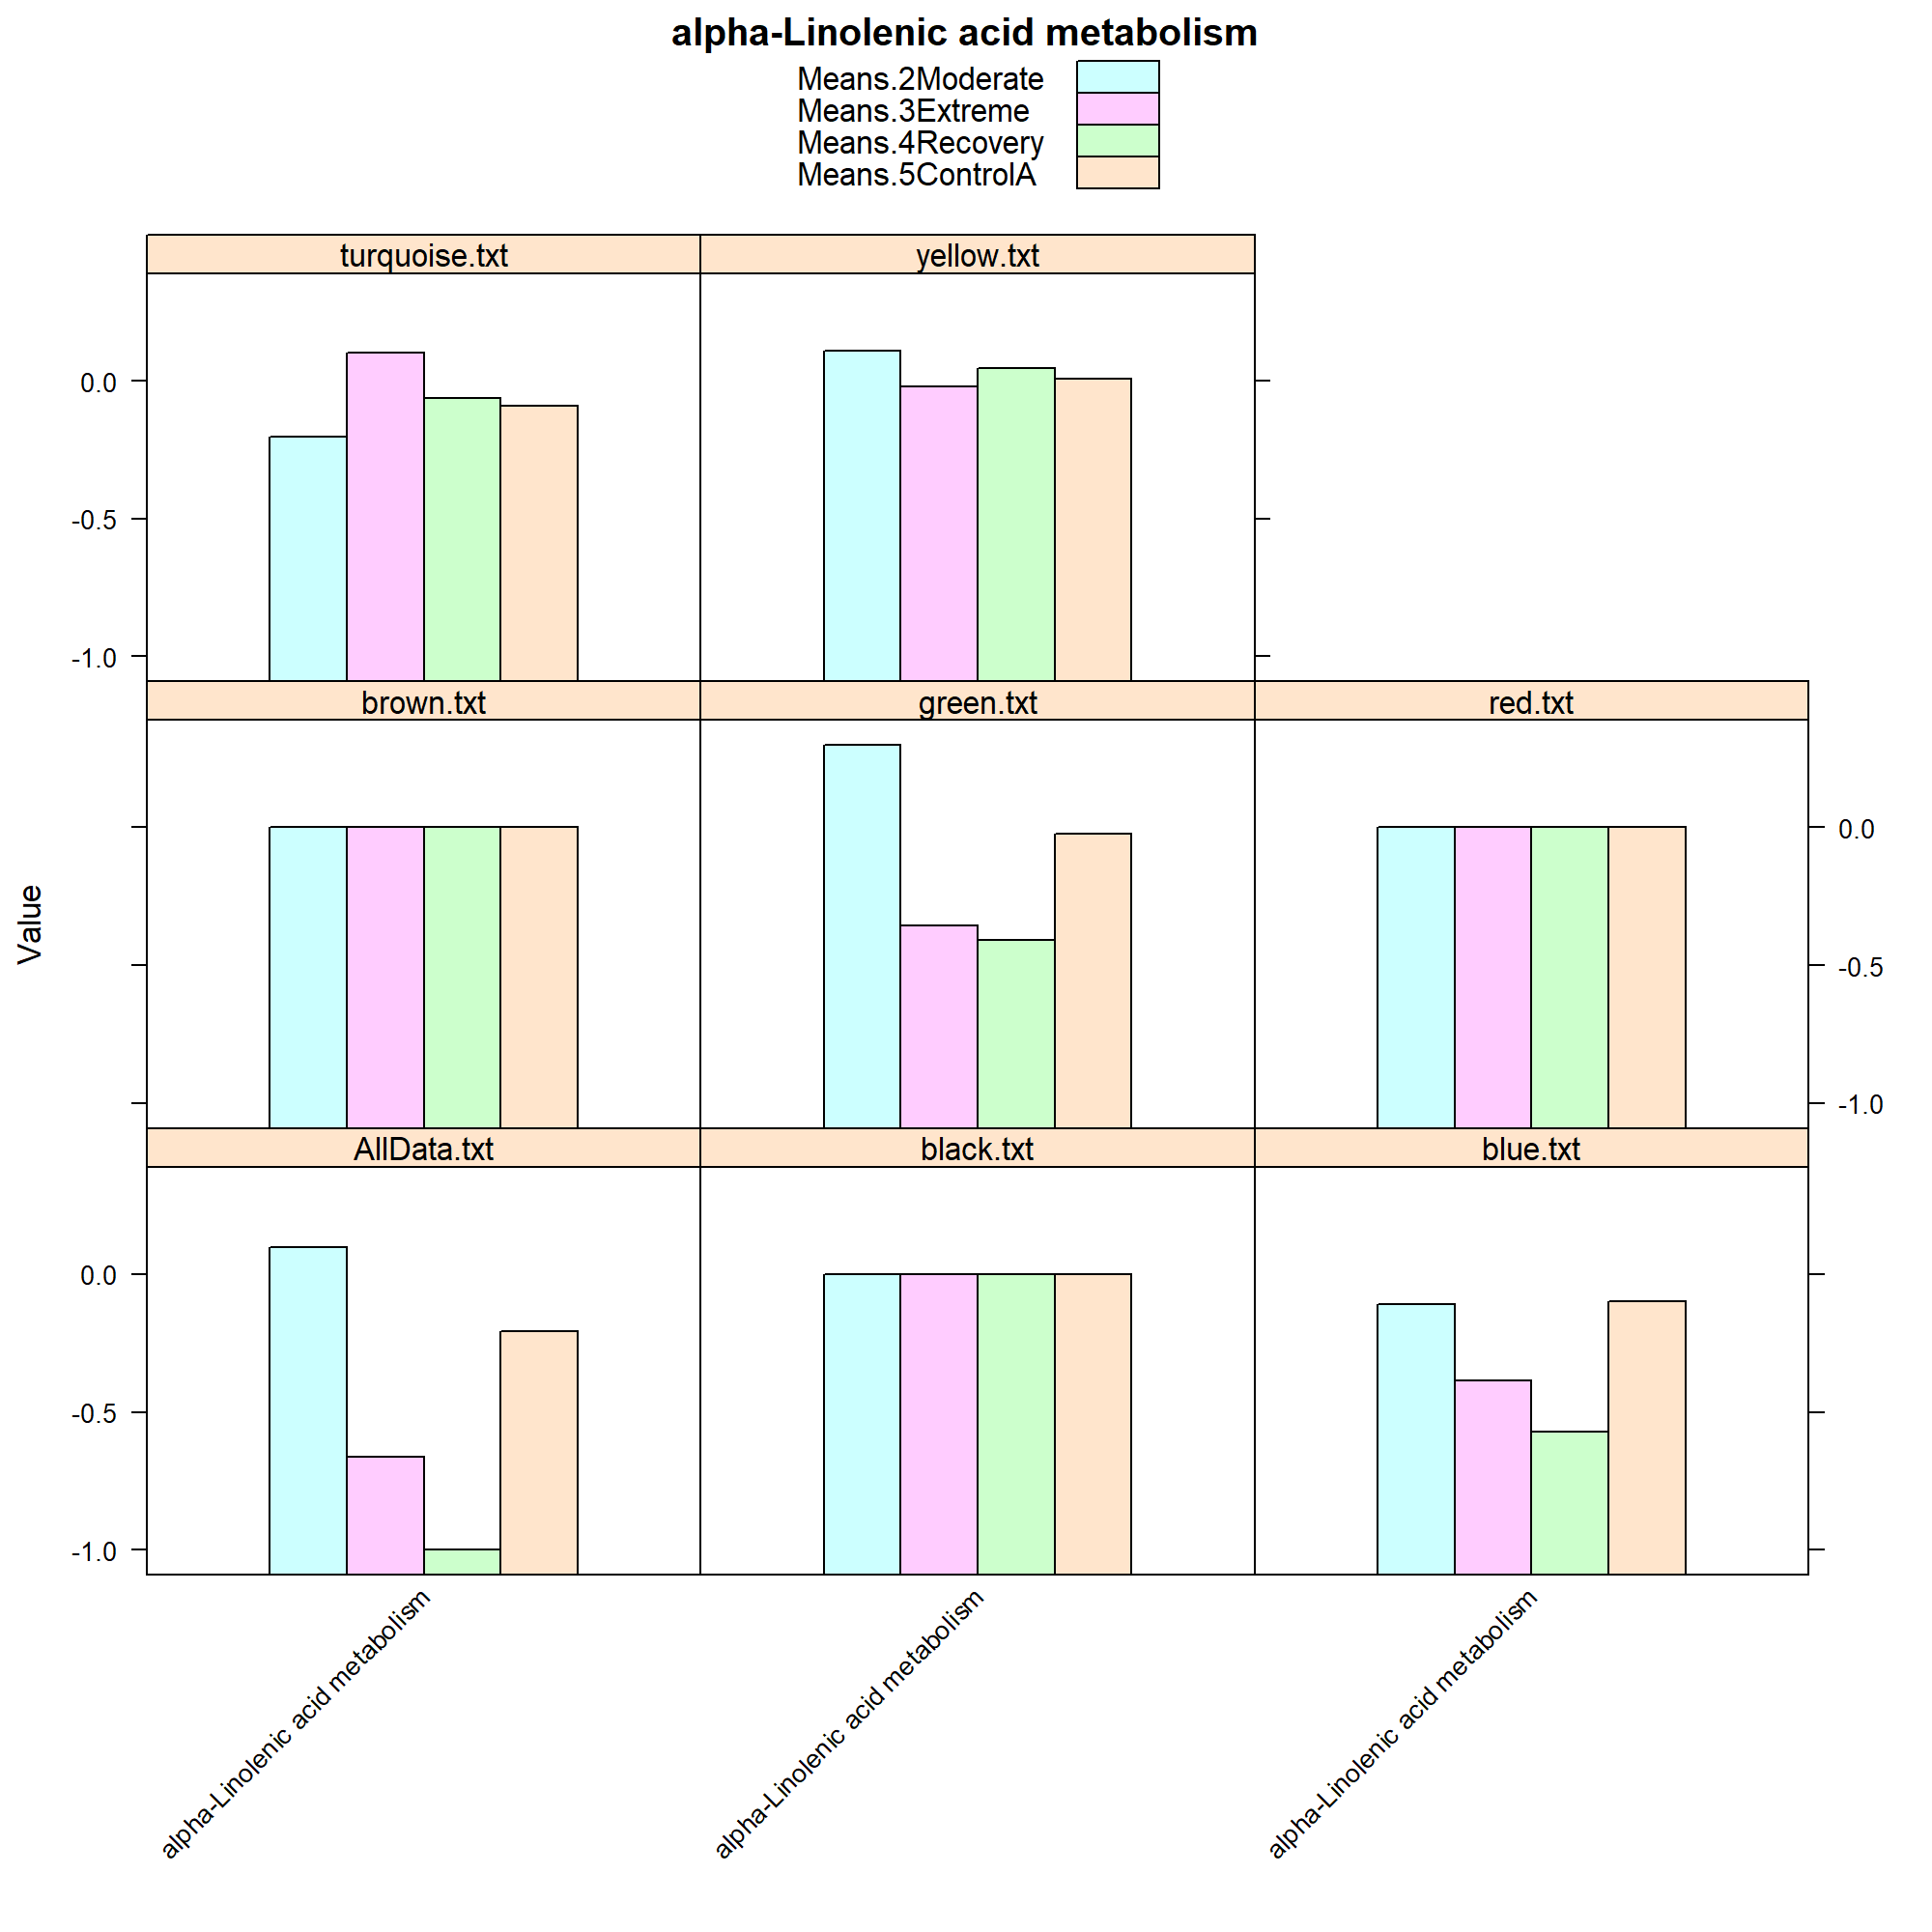 alpha-Linolenic acid metabolism
Means.2Moderate
Means.3Extreme
Means.4Recovery
Means.5ControlA
turquoise.txt
yellow.txt
0.0
-0.5
-1.0
brown.txt
green.txt
red.txt
0.0
-0.5
-1.0
Value
AllData.txt
black.txt
blue.txt
0.0
-0.5
-1.0
alpha-Linolenic acid metabolism
alpha-Linolenic acid metabolism
alpha-Linolenic acid metabolism